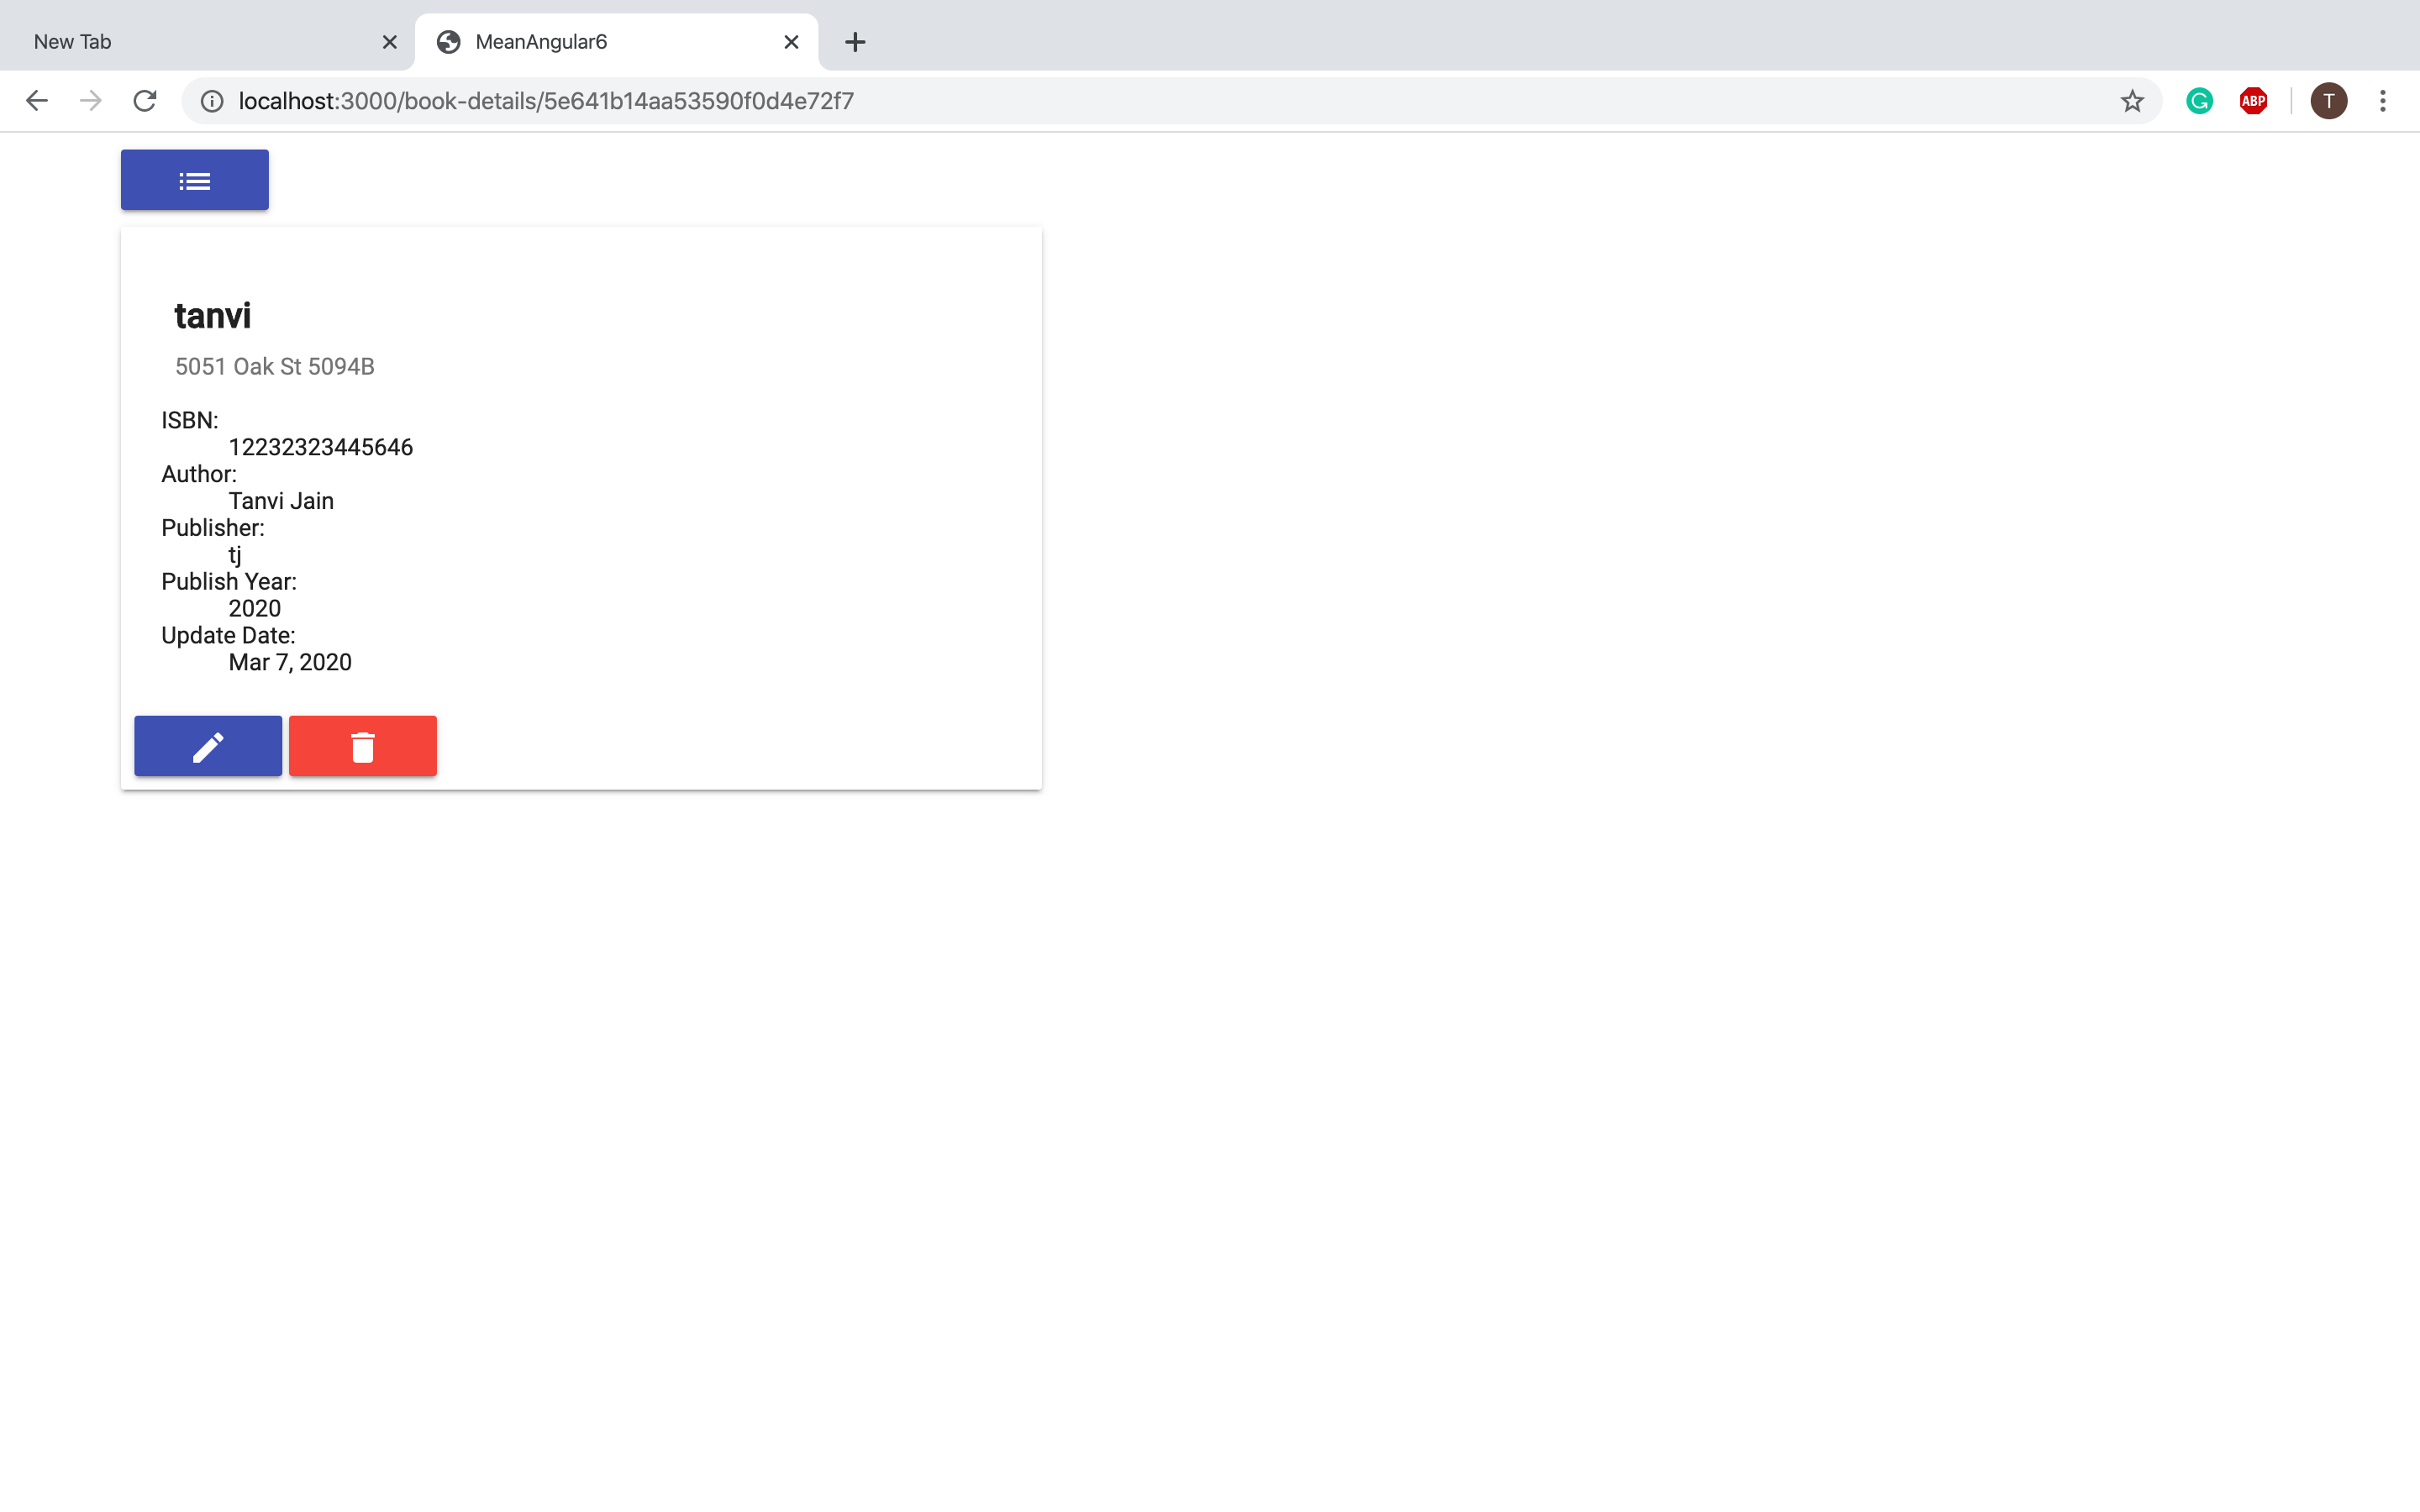 New Tab
MeanAngular6
localhost:3000/book-details/5e641b14aa53590f0d4e72f7
ABP
T
tanvi
5051 Oak St 5094B
ISBN:
12232323445646
Author:
Tanvi Jain
Publisher:
tj
Publish Year:
2020
Update Date:
Mar 7, 2020